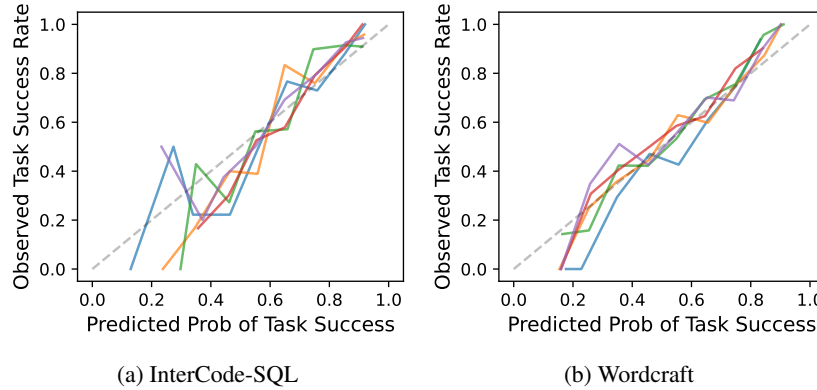 Observed Task Success Rate
1.0
0.8
0.6
0.4
0.2
0.0
0.0 0.2 0.4 0.6 0.8 1.0
Predicted Prob of Task Success
(a) InterCode-SQL
Observed Task Success Rate
1.0
0.8
0.6
0.4
0.2
0.0
0.0 0.2 0.4 0.6 0.8 1.0
Predicted Prob of Task Success
(b) Wordcraft